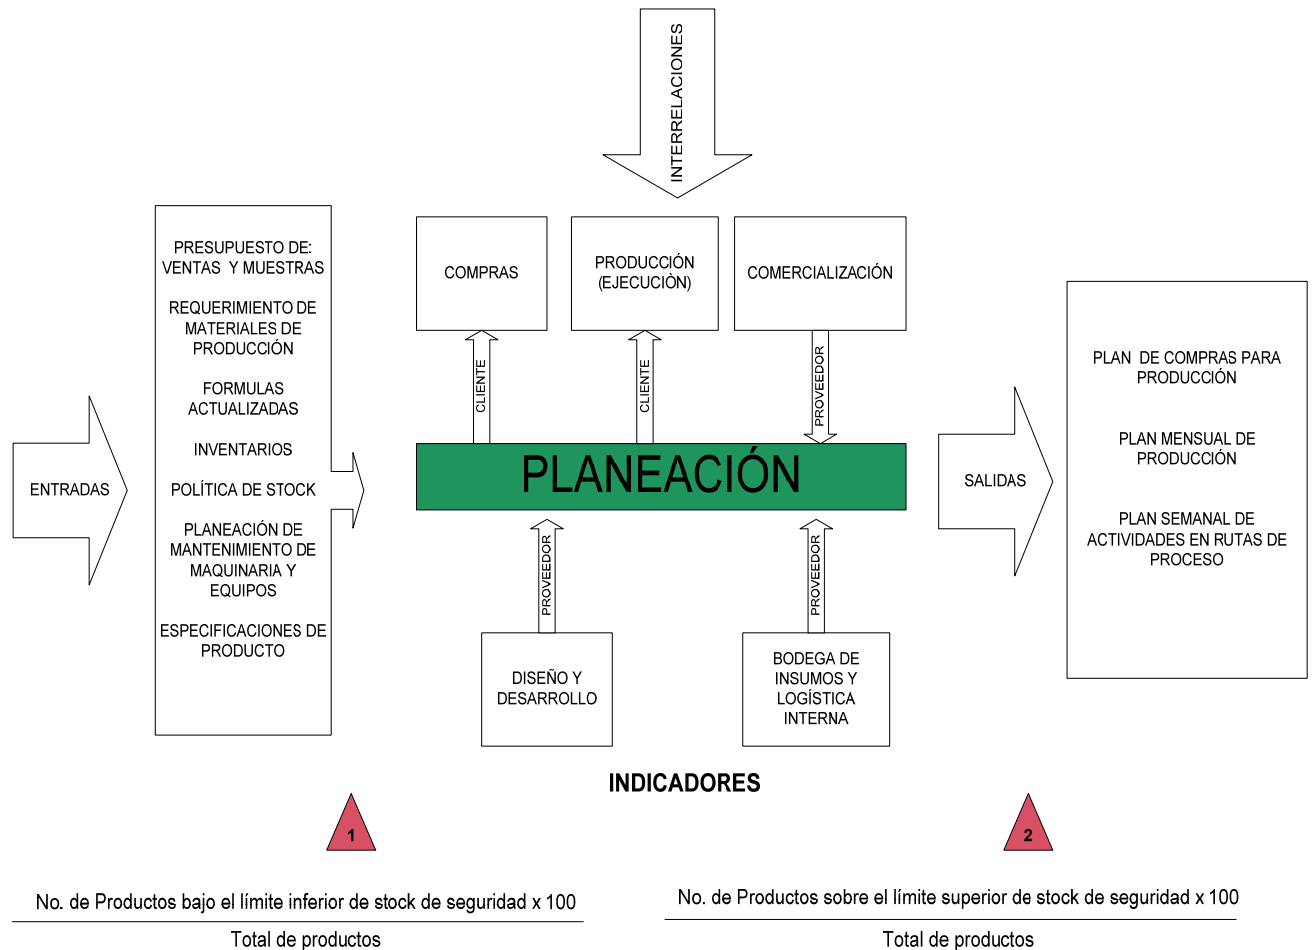 INTERRELACIONES
ENTRADAS
PRESUPUESTO DE:
VENTAS Y MUESTRAS
REQUERIMIENTO DE
MATERIALES DE
PRODUCCIÓN
FORMULAS
ACTUALIZADAS
INVENTARIOS
POLÍTICA DE STOCK
PLANEACIÓN DE
MANTENIMIENTO DE
MAQUINARIA Y
EQUIPOS
ESPECIFICACIONES DE
PRODUCTO
COMPRAS
PRODUCCIÓN
(EJECUCIÒN)
COMERCIALIZACIÓN
CLIENTE
CLIENTE
PROVEEDOR
PLANEACIÓN
PROVEEDOR
PROVEEDOR
DISEÑO Y
DESARROLLO
BODEGA DE
INSUMOS Y
LOGÍSTICA
INTERNA
SALIDAS
PLAN DE COMPRAS PARA
PRODUCCIÓN
PLAN MENSUAL DE
PRODUCCIÓN
PLAN SEMANAL DE
ACTIVIDADES EN RUTAS DE
PROCESO
INDICADORES
1
No. de Productos bajo el límite inferior de stock de seguridad x 100
Total de productos
2
No. de Productos sobre el límite superior de stock de seguridad x 100
Total de productos